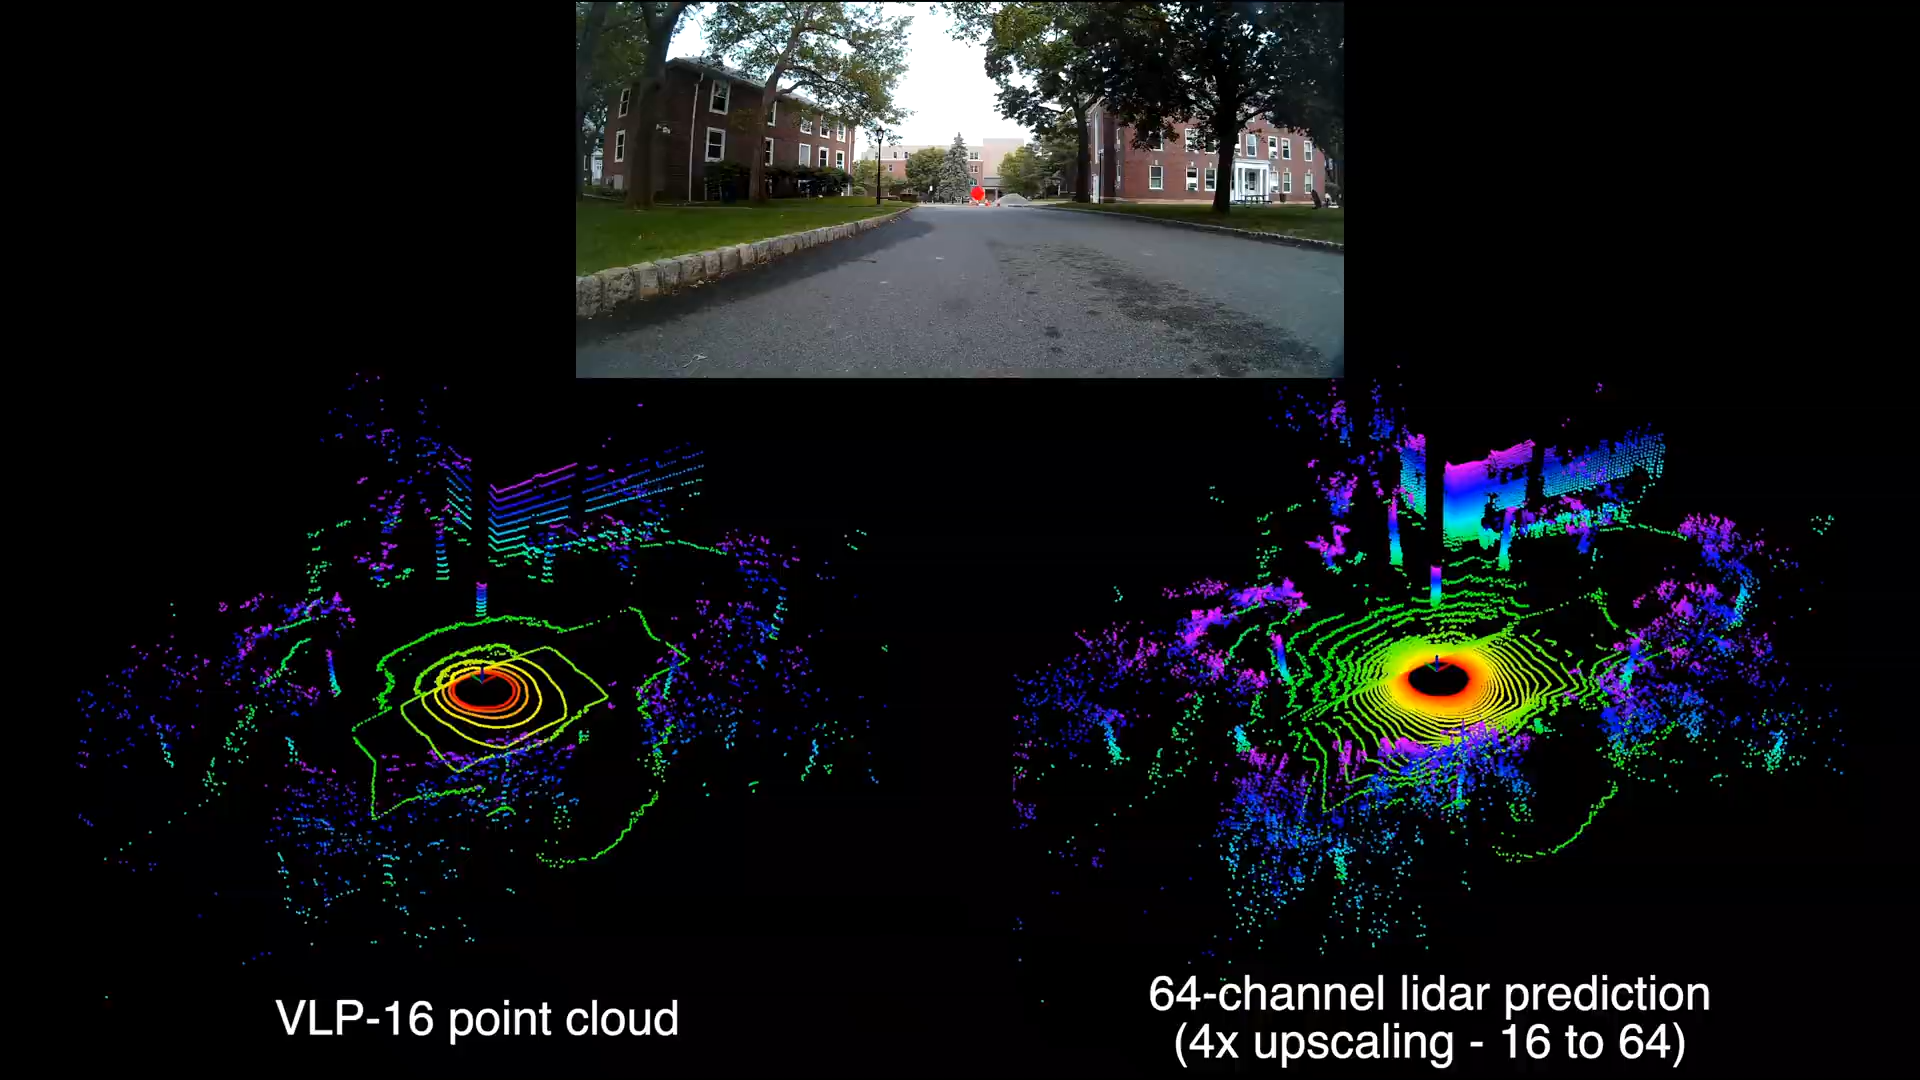 VLP-16 point cloud
64-channel lidar prediction
(4x upscaling - 16 to 64)